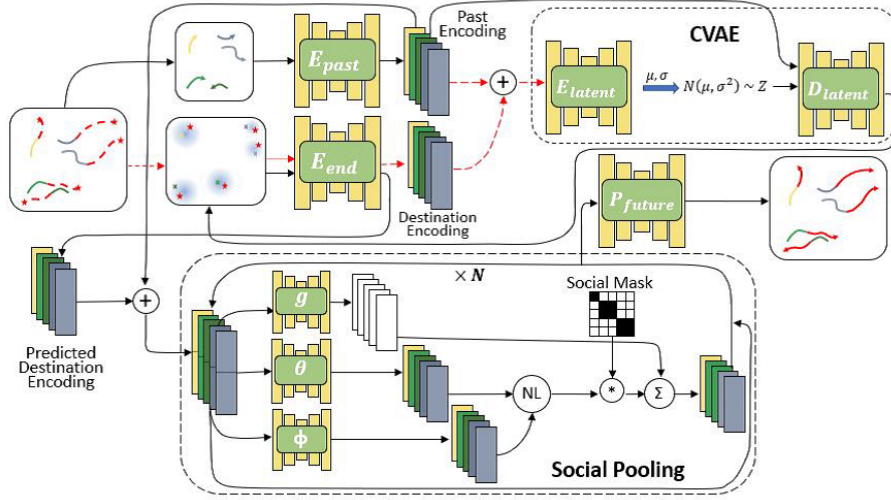 Past
Encoding
CVAE
E_past
E_latent
μ, σ
N(μ, σ²) ~ Z
D_latent
+
E_end
Destination
Encoding
P_future
× N
Social Mask
+
g
Predicted
Destination
Encoding
θ
NL
*
Σ
ϕ
Social Pooling